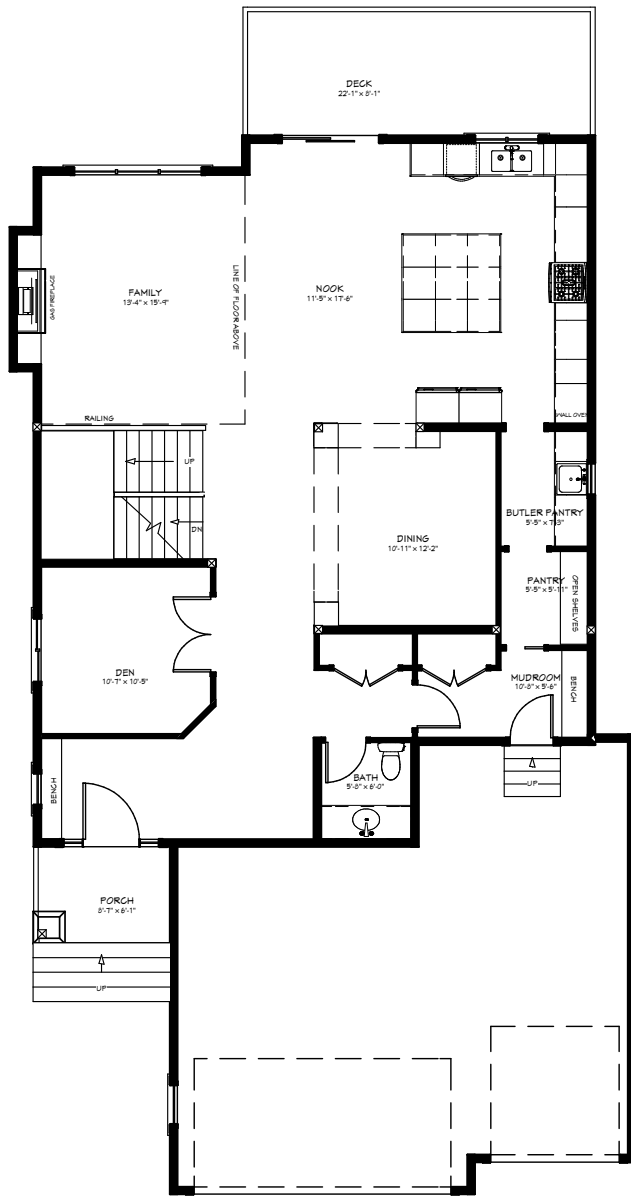 DECK
22'-1" x 8'-1"
FAMILY
13'-4" x 15'-9"
GAS FIREPLACE
LINE OF FLOOR ABOVE
NOOK
11'-5" x 17'-6"
RAILING
WALL OVEN
UP
DN
DINING
10'-11" x 12'-2"
BUTLER PANTRY
5'-5" x 7'-3"
PANTRY
5'-5" x 5'-11"
OPEN SHELVES
DEN
10'-7" x 10'-5"
MUDROOM
10'-8" x 5'-6"
BENCH
BATH
5'-8" x 6'-0"
UP
BENCH
PORCH
8'-7" x 6'-1"
UP